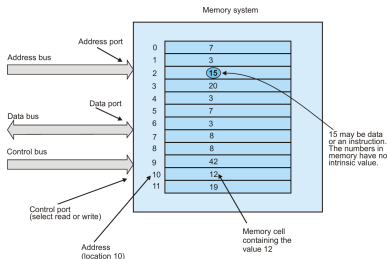 Memory system
Address port
Address bus
Data port
Data bus
Control bus
Control port
(select read or write)
0 7
1 3
2 15
3 20
4 3
5 7
6 3
7 8
8 8
9 42
10 12
11 19
15 may be data
or an instruction.
The numbers in
memory have no
intrinsic value.
Address
(location 10)
Memory cell
containing the
value 12